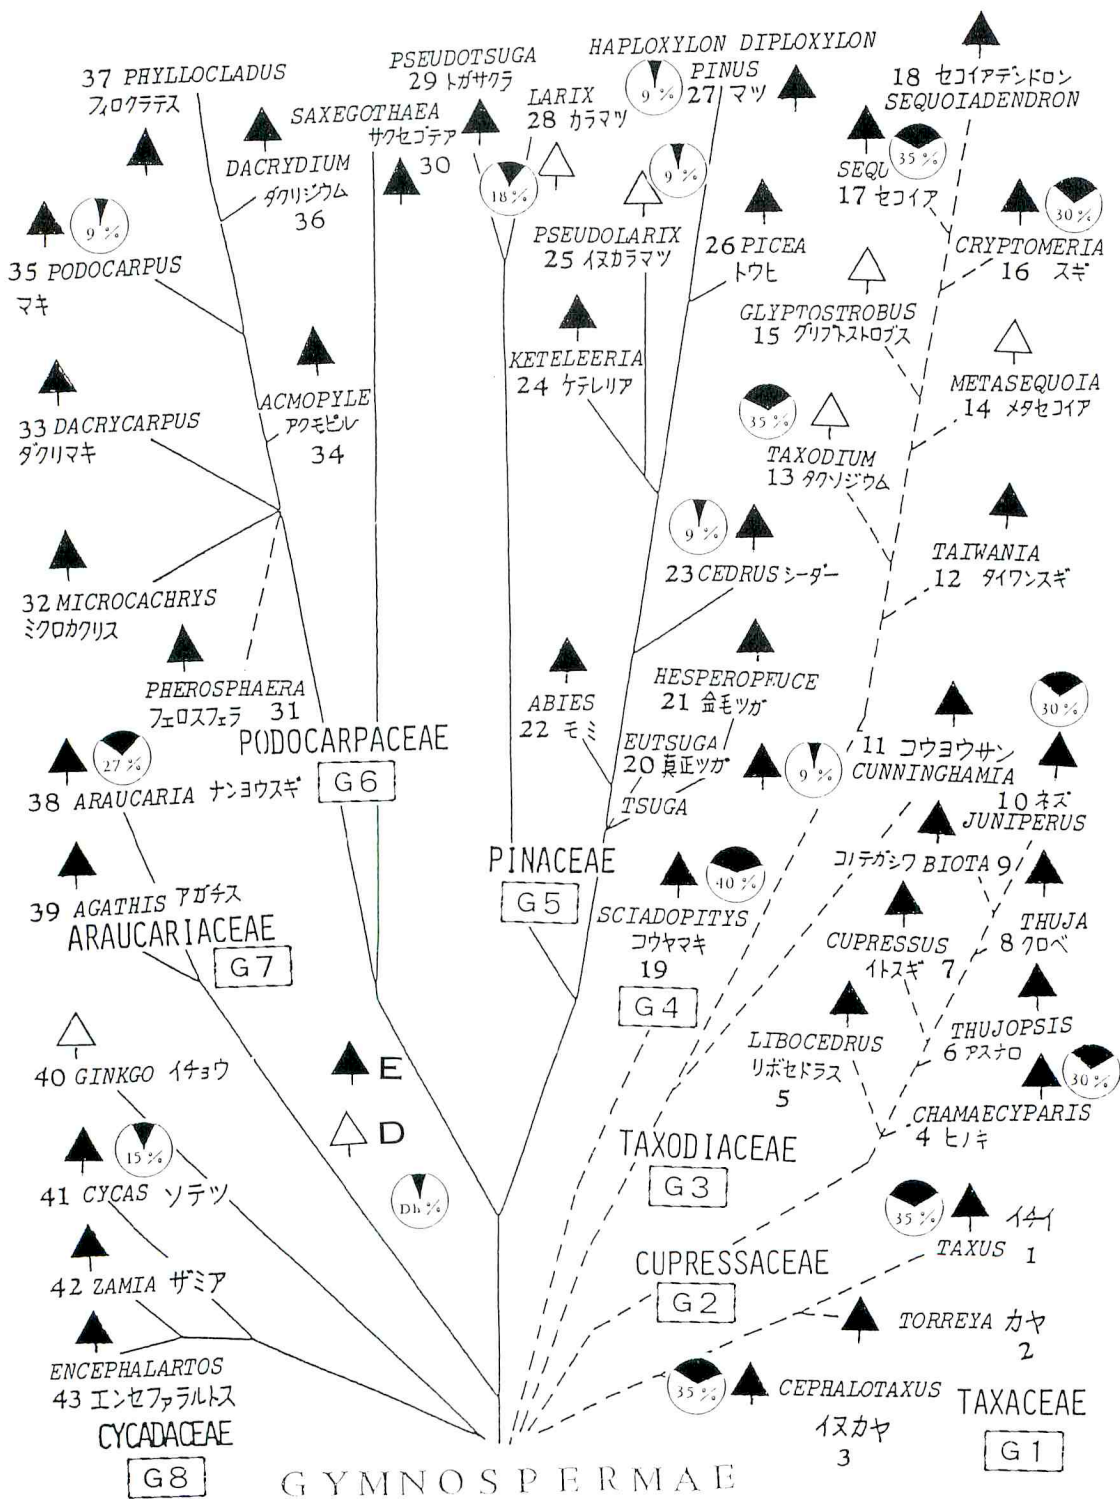 37 PHYLLOCLADUS
フィロクラテス
DACRYDIUM
ダクリジウム
36
SAXEGOTHAEA
サクセゴテア
30
PSEUDOTSUGA
29 トガサクラ
LARIX
28 カラマツ
18 %
HAPLOXYLON DIPLOXYLON
9 %
PINUS
27 マツ
18 セコイアデンドロン
SEQUOIADENDRON
35 %
SEQU
17 セコイア
30 %
CRYPTOMERIA
16 スギ
9 %
35 PODOCARPUS
マキ
9 %
PSEUDOLARIX
25 イヌカラマツ
26 PICEA
トウヒ
GLYPTOSTROBUS
15 グリプトストロブス
METASEQUOIA
14 メタセコイア
KETELEERIA
24 ケテレリア
ACMOPYLE
アクモピル
34
33 DACRYCARPUS
ダクリマキ
35 %
TAXODIUM
13 タクソジウム
TAIWANIA
12 タイワンスギ
9 %
23 CEDRUS シーダー
32 MICROCACHRYS
ミクロカクリス
PHEROSPHAERA
フェロスフェラ 31
ABIES
22 モミ
HESPEROPEUCE
21 金毛ツガ
EUTSUGA
20 真正ツガ
TSUGA
9 %
11 コウヨウサン
CUNNINGHAMIA
30 %
10 ネズ
JUNIPERUS
PODOCARPACEAE
G6
27 %
38 ARAUCARIA ナンヨウスギ
39 AGATHIS アガチス
ARAUCARIACEAE
G7
PINACEAE
G5
40 %
SCIADOPITYS
コウヤマキ
19
G4
コノテガシワ BIOTA 9
THUJA
8 クロベ
CUPRESSUS
イトスギ 7
THUJOPSIS
6 アスナロ
LIBOCEDRUS
リボセドラス
5
30 %
CHAMAECYPARIS
4 ヒノキ
40 GINKGO イチョウ
E
D
Db %
15 %
41 CYCAS ソテツ
42 ZAMIA ザミア
ENCEPHALARTOS
43 エンセファラルトス
CYCADACEAE
G8
TAXODIACEAE
G3
CUPRESSACEAE
G2
35 %
イチイ
TAXUS 1
TORREYA カヤ
2
35 %
CEPHALOTAXUS
イヌカヤ
3
TAXACEAE
G1
GYMNOSPERMAE